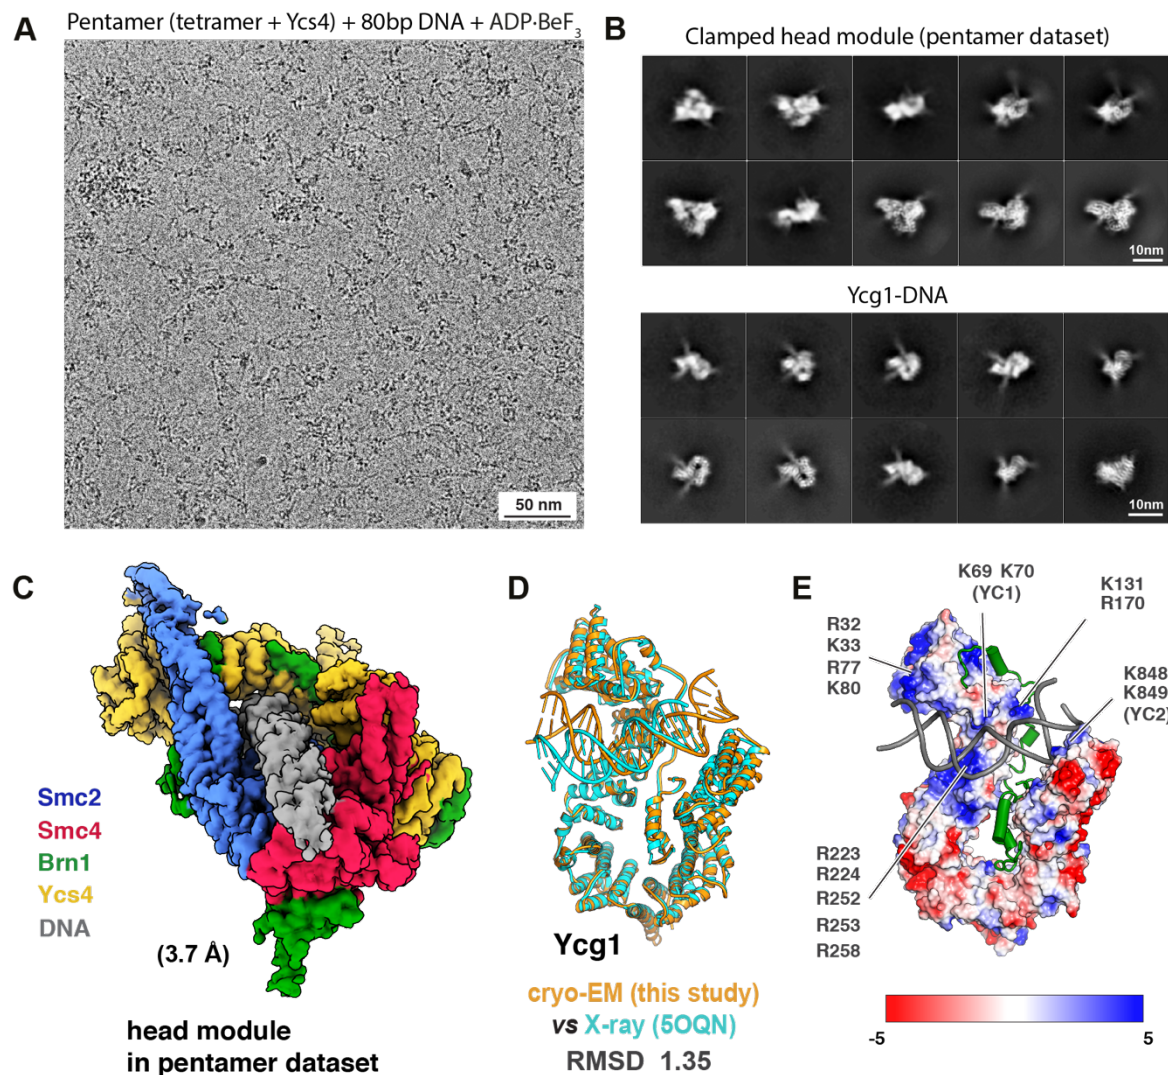 A
Pentamer (tetramer + Ycs4) + 80bp DNA + ADP·BeF3
50 nm
B
Clamped head module (pentamer dataset)
10nm
Ycg1-DNA
10nm
C
Smc2
Smc4
Brn1
Ycs4
DNA
(3.7 Å)
head module
in pentamer dataset
D
Ycg1
cryo-EM (this study)
vs X-ray (5OQN)
RMSD 1.35
E
K69 K70
(YC1)
K131
R170
R32
K33
R77
K80
K848
K849
(YC2)
R223
R224
R252
R253
R258
-5
5